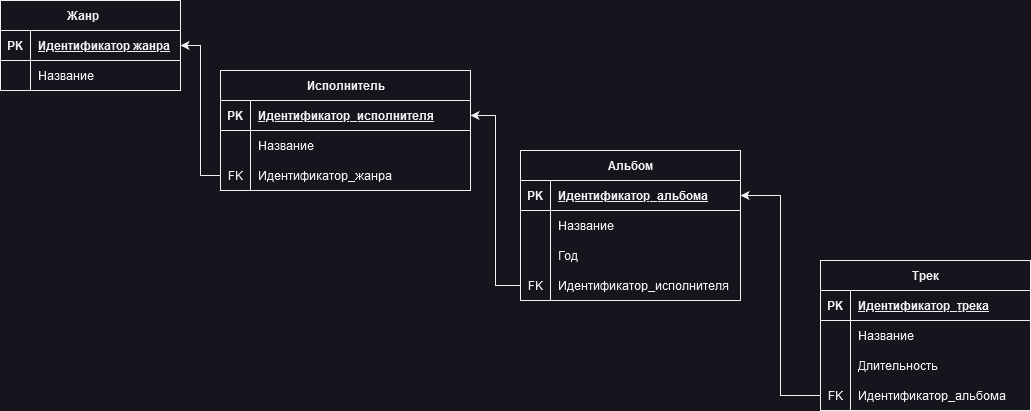 Жанр
PK Идентификатор жанра
Название
Исполнитель
PK Идентификатор_исполнителя
Название
FK Идентификатор_жанра
Альбом
PK Идентификатор_альбома
Название
Год
FK Идентификатор_исполнителя
Трек
PK Идентификатор_трека
Название
Длительность
FK Идентификатор_альбома